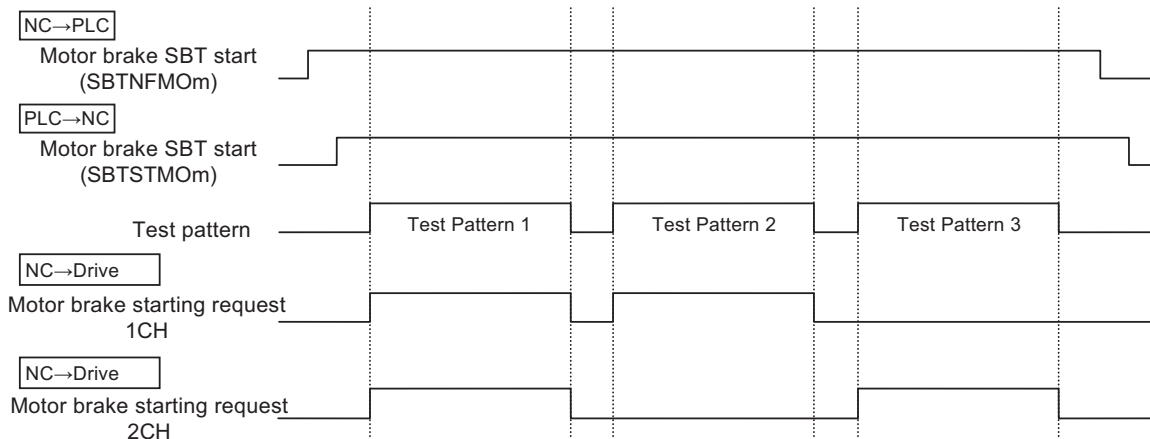 NC→PLC
Motor brake SBT start
(SBTNFMOm)
PLC→NC
Motor brake SBT start
(SBTSTMOm)
Test pattern
Test Pattern 1
Test Pattern 2
Test Pattern 3
NC→Drive
Motor brake starting request
1CH
NC→Drive
Motor brake starting request
2CH